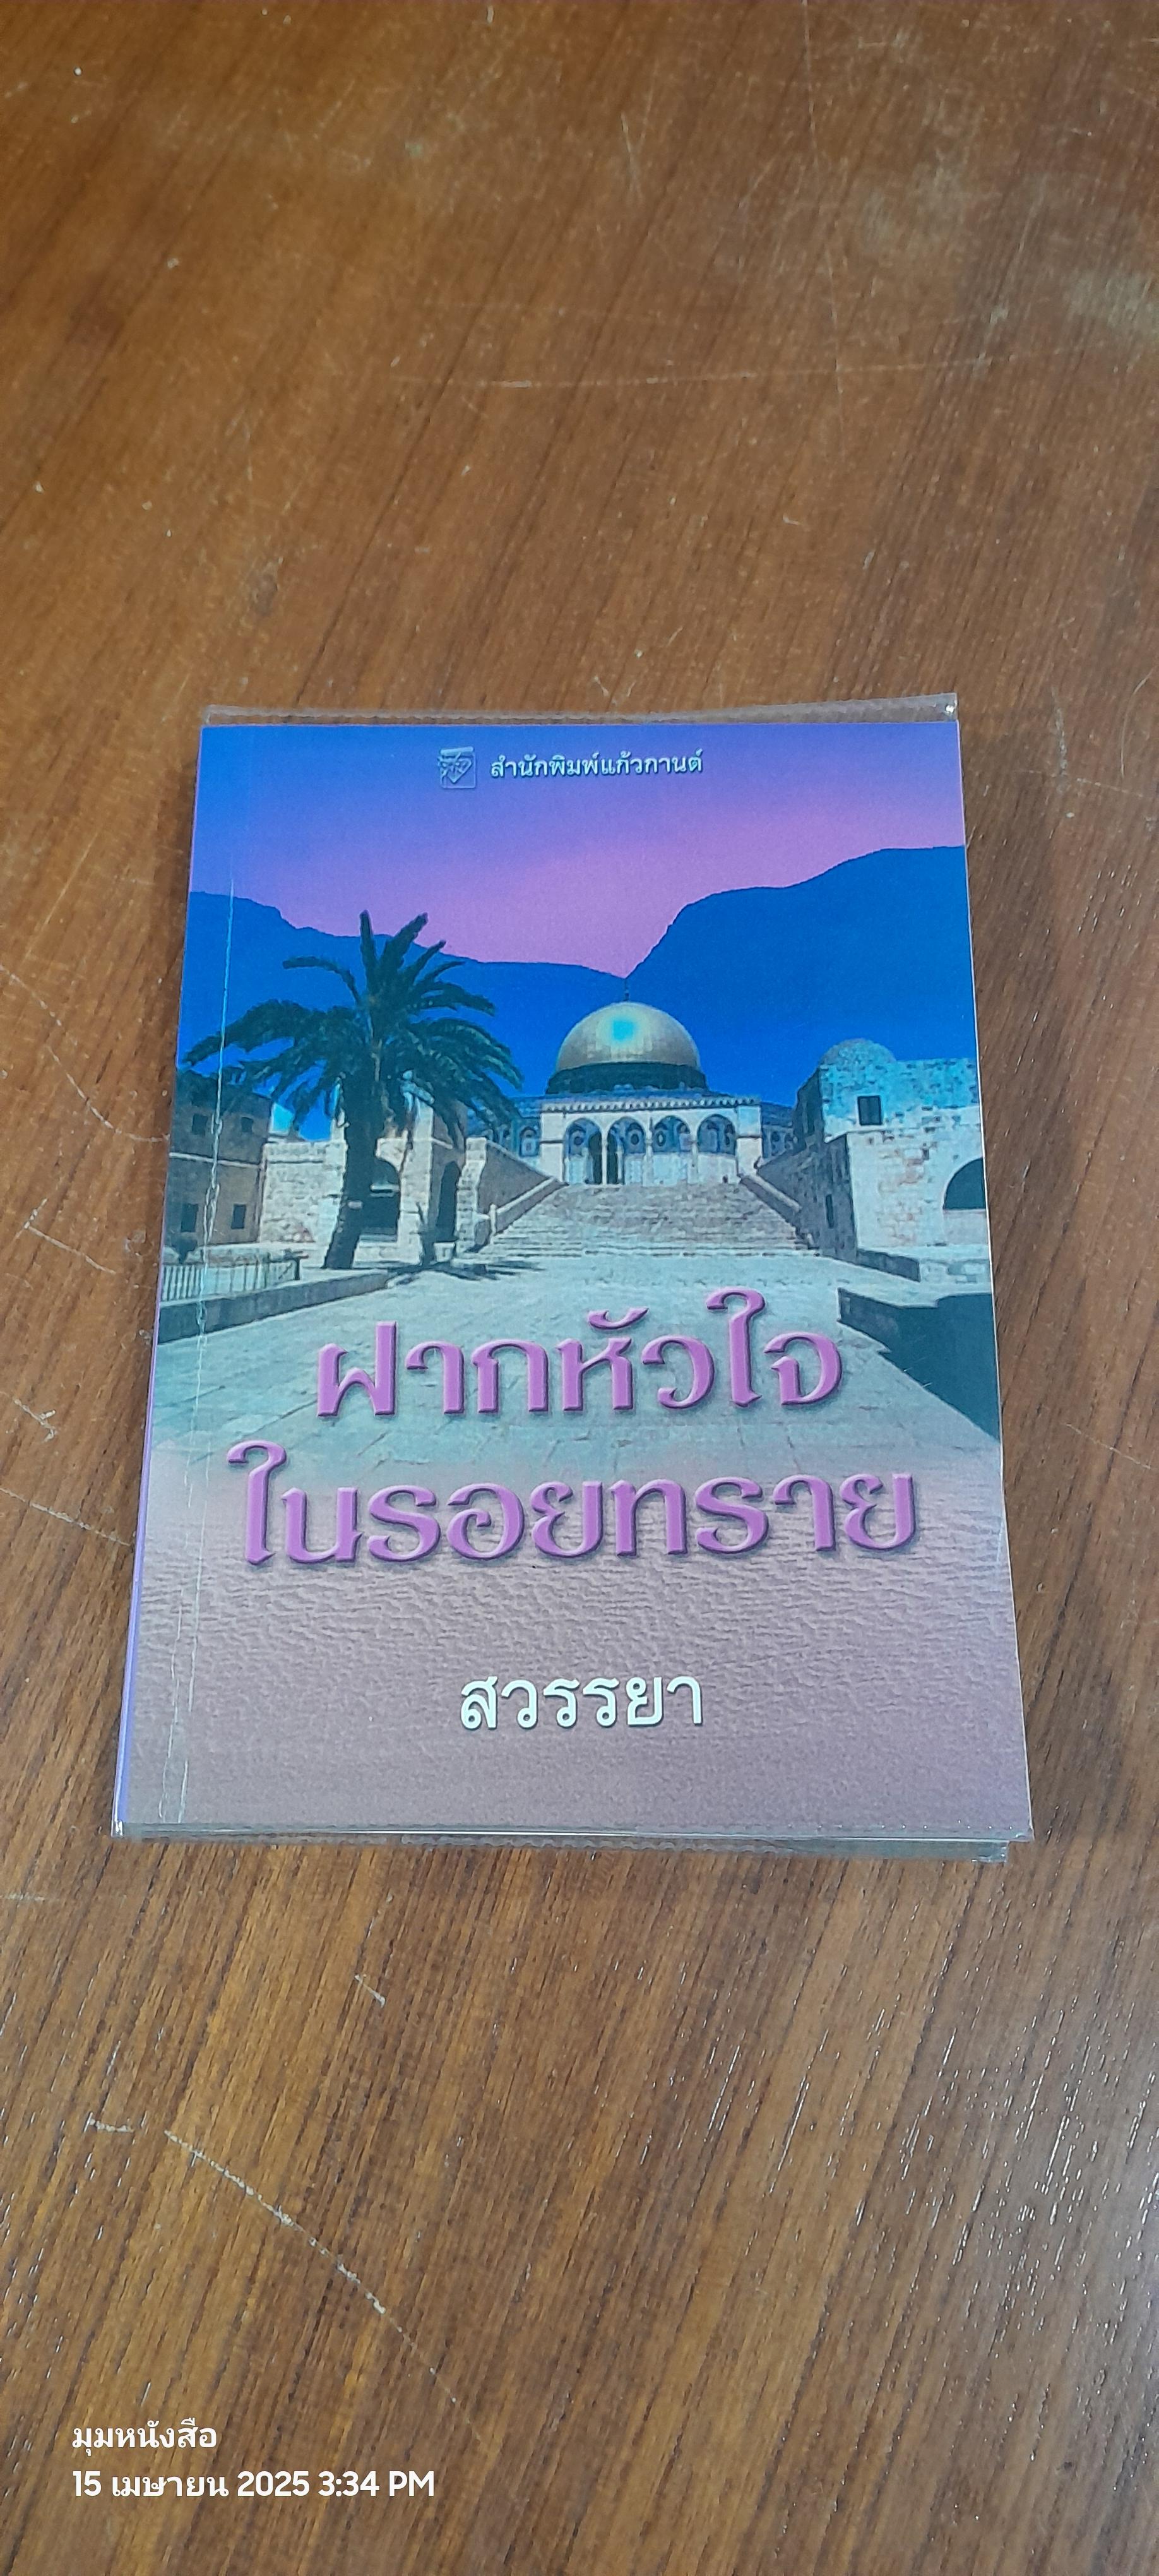 สำนักพิมพ์แก้วกานต์
ฝากหัวใจ
ในรอยทราย
สวรรยา
มุมหนังสือ
15 เมษายน 2025 3:34 PM